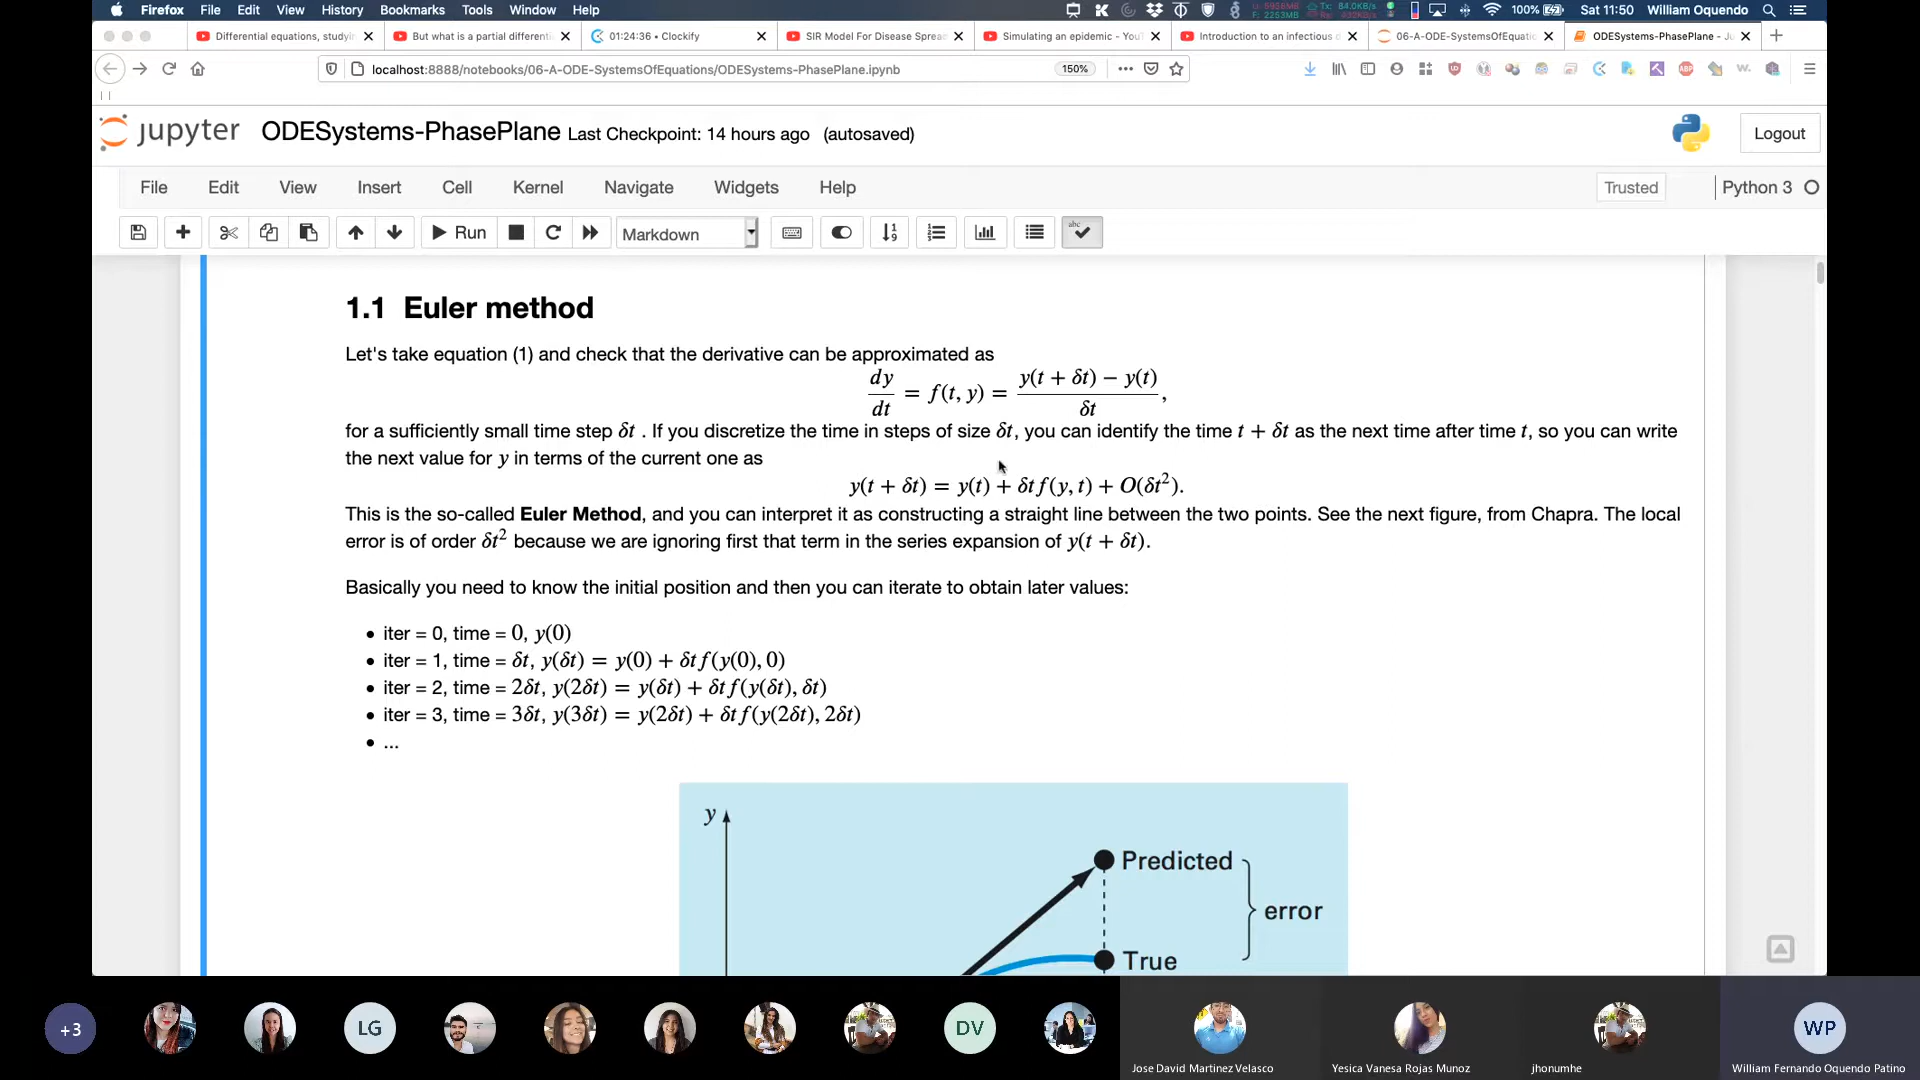 Firefox File Edit View History Bookmarks Tools Window Help 100% Sat 11:50 William Oquendo
Differential equations, studyin But what is a partial differenti 01:24:36 • Clockify SIR Model For Disease Sprea Simulating an epidemic - You Introduction to an infectious d 06-A-ODE-SystemsOfEquatio ODESystems-PhasePlane - Ju
localhost:8888/notebooks/06-A-ODE-SystemsOfEquations/ODESystems-PhasePlane.ipynb 150%
jupyter ODESystems-PhasePlane Last Checkpoint: 14 hours ago (autosaved) Logout
File Edit View Insert Cell Kernel Navigate Widgets Help Trusted Python 3
Run Markdown
1.1 Euler method
Let's take equation (1) and check that the derivative can be approximated as
dy/dt = f(t, y) = (y(t + δt) − y(t))/δt,
for a sufficiently small time step δt . If you discretize the time in steps of size δt, you can identify the time t + δt as the next time after time t, so you can write
the next value for y in terms of the current one as
y(t + δt) = y(t) + δtf(y, t) + O(δt²).
This is the so-called Euler Method, and you can interpret it as constructing a straight line between the two points. See the next figure, from Chapra. The local
error is of order δt² because we are ignoring first that term in the series expansion of y(t + δt).
Basically you need to know the initial position and then you can iterate to obtain later values:
• iter = 0, time = 0, y(0)
• iter = 1, time = δt, y(δt) = y(0) + δtf(y(0), 0)
• iter = 2, time = 2δt, y(2δt) = y(δt) + δtf(y(δt), δt)
• iter = 3, time = 3δt, y(3δt) = y(2δt) + δtf(y(2δt), 2δt)
• ...
y
Predicted
error
True
+3 LG DV WP
Jose David Martinez Velasco Yesica Vanesa Rojas Munoz jhonumhe William Fernando Oquendo Patino